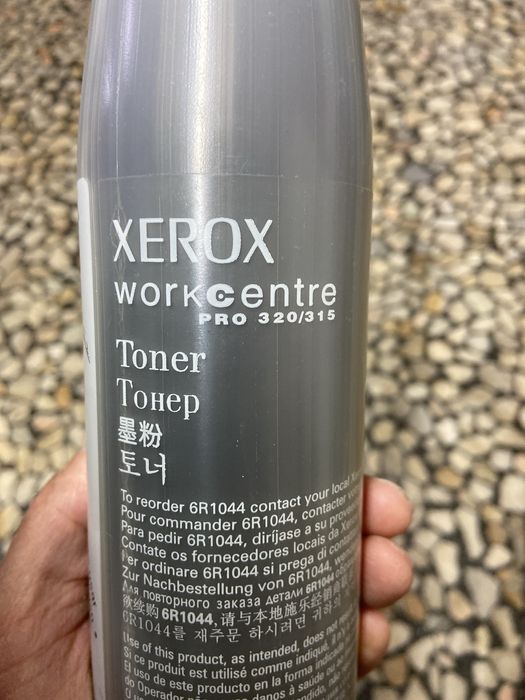 XEROX
workcentre
PRO 320/315
Toner
Тонер
墨粉
토너
To reorder 6R1044 contact your local
Pour commander 6R1044, contacter
Para pedir 6R1044, diríjase a su
Contate os fornecedores locais da
Per ordinare 6R1044 si prega di
Zur Nachbestellung von 6R1044,
Для повторного заказа детали 6R1044
欲续购 6R1044, 请与本地施乐经销
6R1044를 재주문 하시려면 귀하의
Use of this product, as intended, does not
Si ce produit est utilisé comme indiqué, il
El uso de este producto en la forma indicada